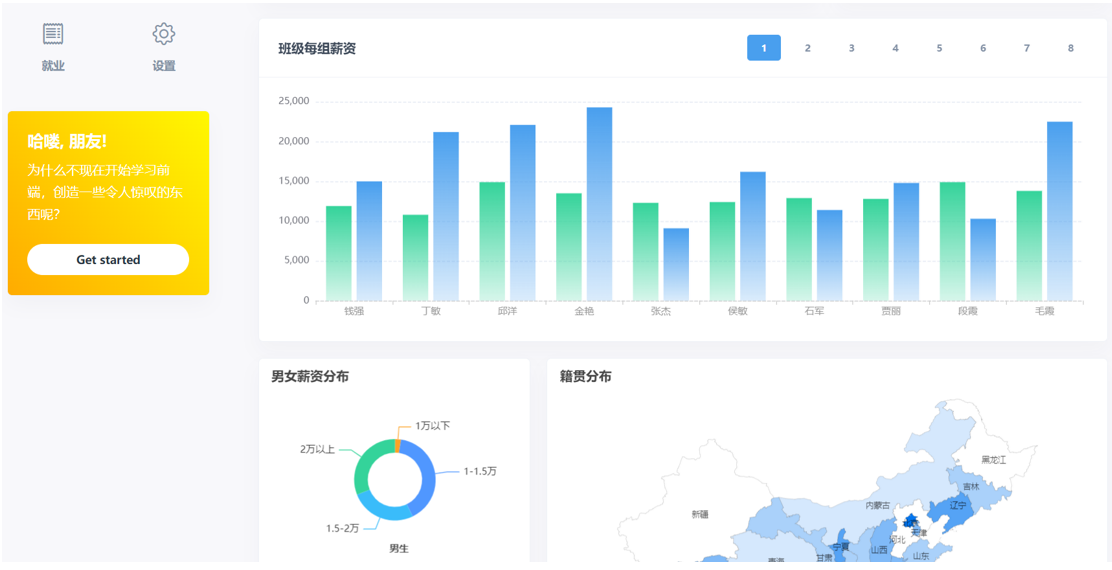 就业
设置
哈喽, 朋友!
为什么不现在开始学习前
端，创造一些令人惊叹的东
西呢?
Get started
班级每组薪资
1 2 3 4 5 6 7 8
25,000
20,000
15,000
10,000
5,000
0
钱强 丁敏 邱洋 金艳 张杰 侯敏 石军 贾丽 段霞 毛霞
男女薪资分布
1万以下
2万以上
1-1.5万
1.5-2万
男生
籍贯分布
黑龙江
吉林
内蒙古
辽宁
新疆
天津
河北
宁夏
山西
山东
甘肃